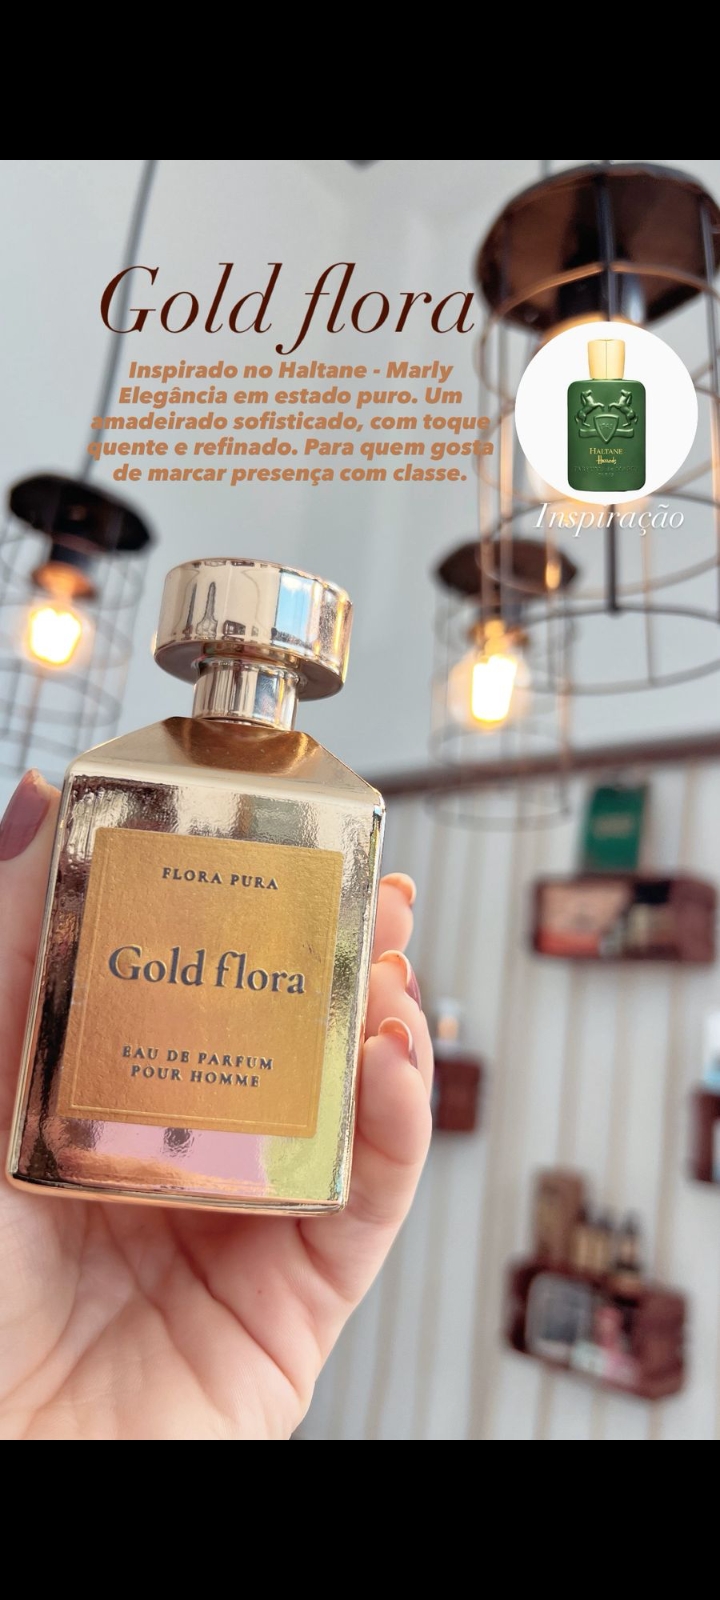 Gold flora
Inspirado no Haltane - Marly
Elegância em estado puro. Um
amadeirado sofisticado, com toque
quente e refinado. Para quem gosta
de marcar presença com classe.
HALTANE
Harrods
Inspiração
FLORA PURA
Gold flora
EAU DE PARFUM
POUR HOMME